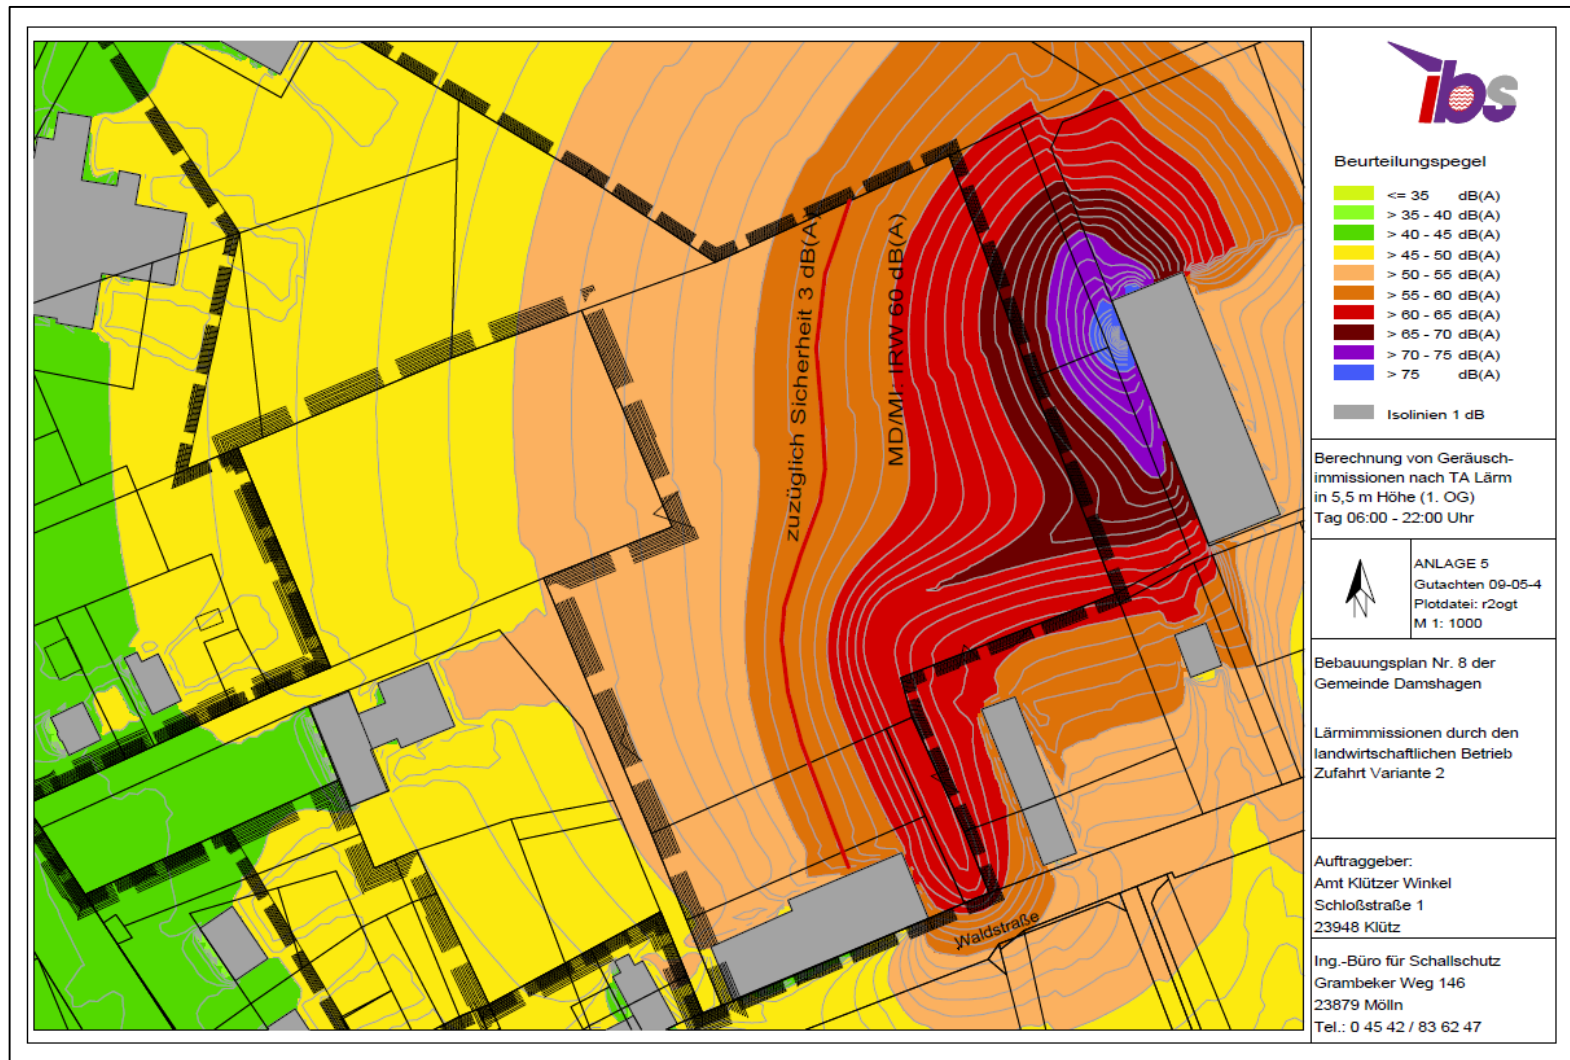 zuzüglich Sicherheit 3 dB(A)
MD/MI: IRW 60 dB(A)
Waldstraße
ibs
Beurteilungspegel
<= 35 dB(A)
> 35 - 40 dB(A)
> 40 - 45 dB(A)
> 45 - 50 dB(A)
> 50 - 55 dB(A)
> 55 - 60 dB(A)
> 60 - 65 dB(A)
> 65 - 70 dB(A)
> 70 - 75 dB(A)
> 75 dB(A)
Isolinien 1 dB
Berechnung von Geräusch-
immissionen nach TA Lärm
in 5,5 m Höhe (1. OG)
Tag 06:00 - 22:00 Uhr
ANLAGE 5
Gutachten 09-05-4
Plotdatei: r2ogt
M 1: 1000
Bebauungsplan Nr. 8 der
Gemeinde Damshagen
Lärmimmissionen durch den
landwirtschaftlichen Betrieb
Zufahrt Variante 2
Auftraggeber:
Amt Klützer Winkel
Schloßstraße 1
23948 Klütz
Ing.-Büro für Schallschutz
Grambeker Weg 146
23879 Mölln
Tel.: 0 45 42 / 83 62 47